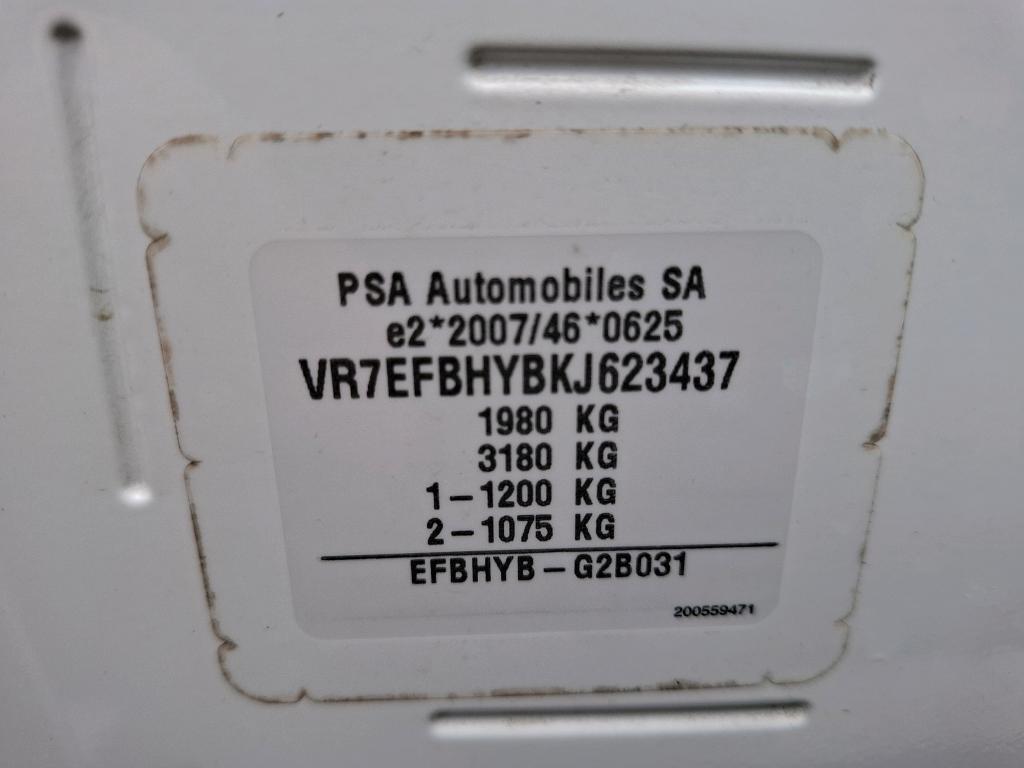 PSA Automobiles SA
e2*2007/46*0625
VR7EFBHYBKJ623437
1980 KG
3180 KG
1-1200 KG
2-1075 KG
EFBHYB-G2B031
200559471